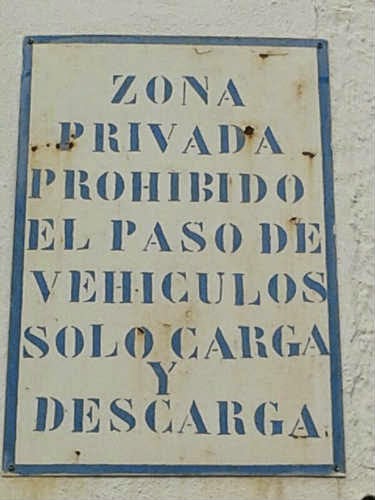 ZONA
PRIVADA
PROHIBIDO
EL PASO DE
VEHICULOS
SOLO CARGA
Y
DESCARGA